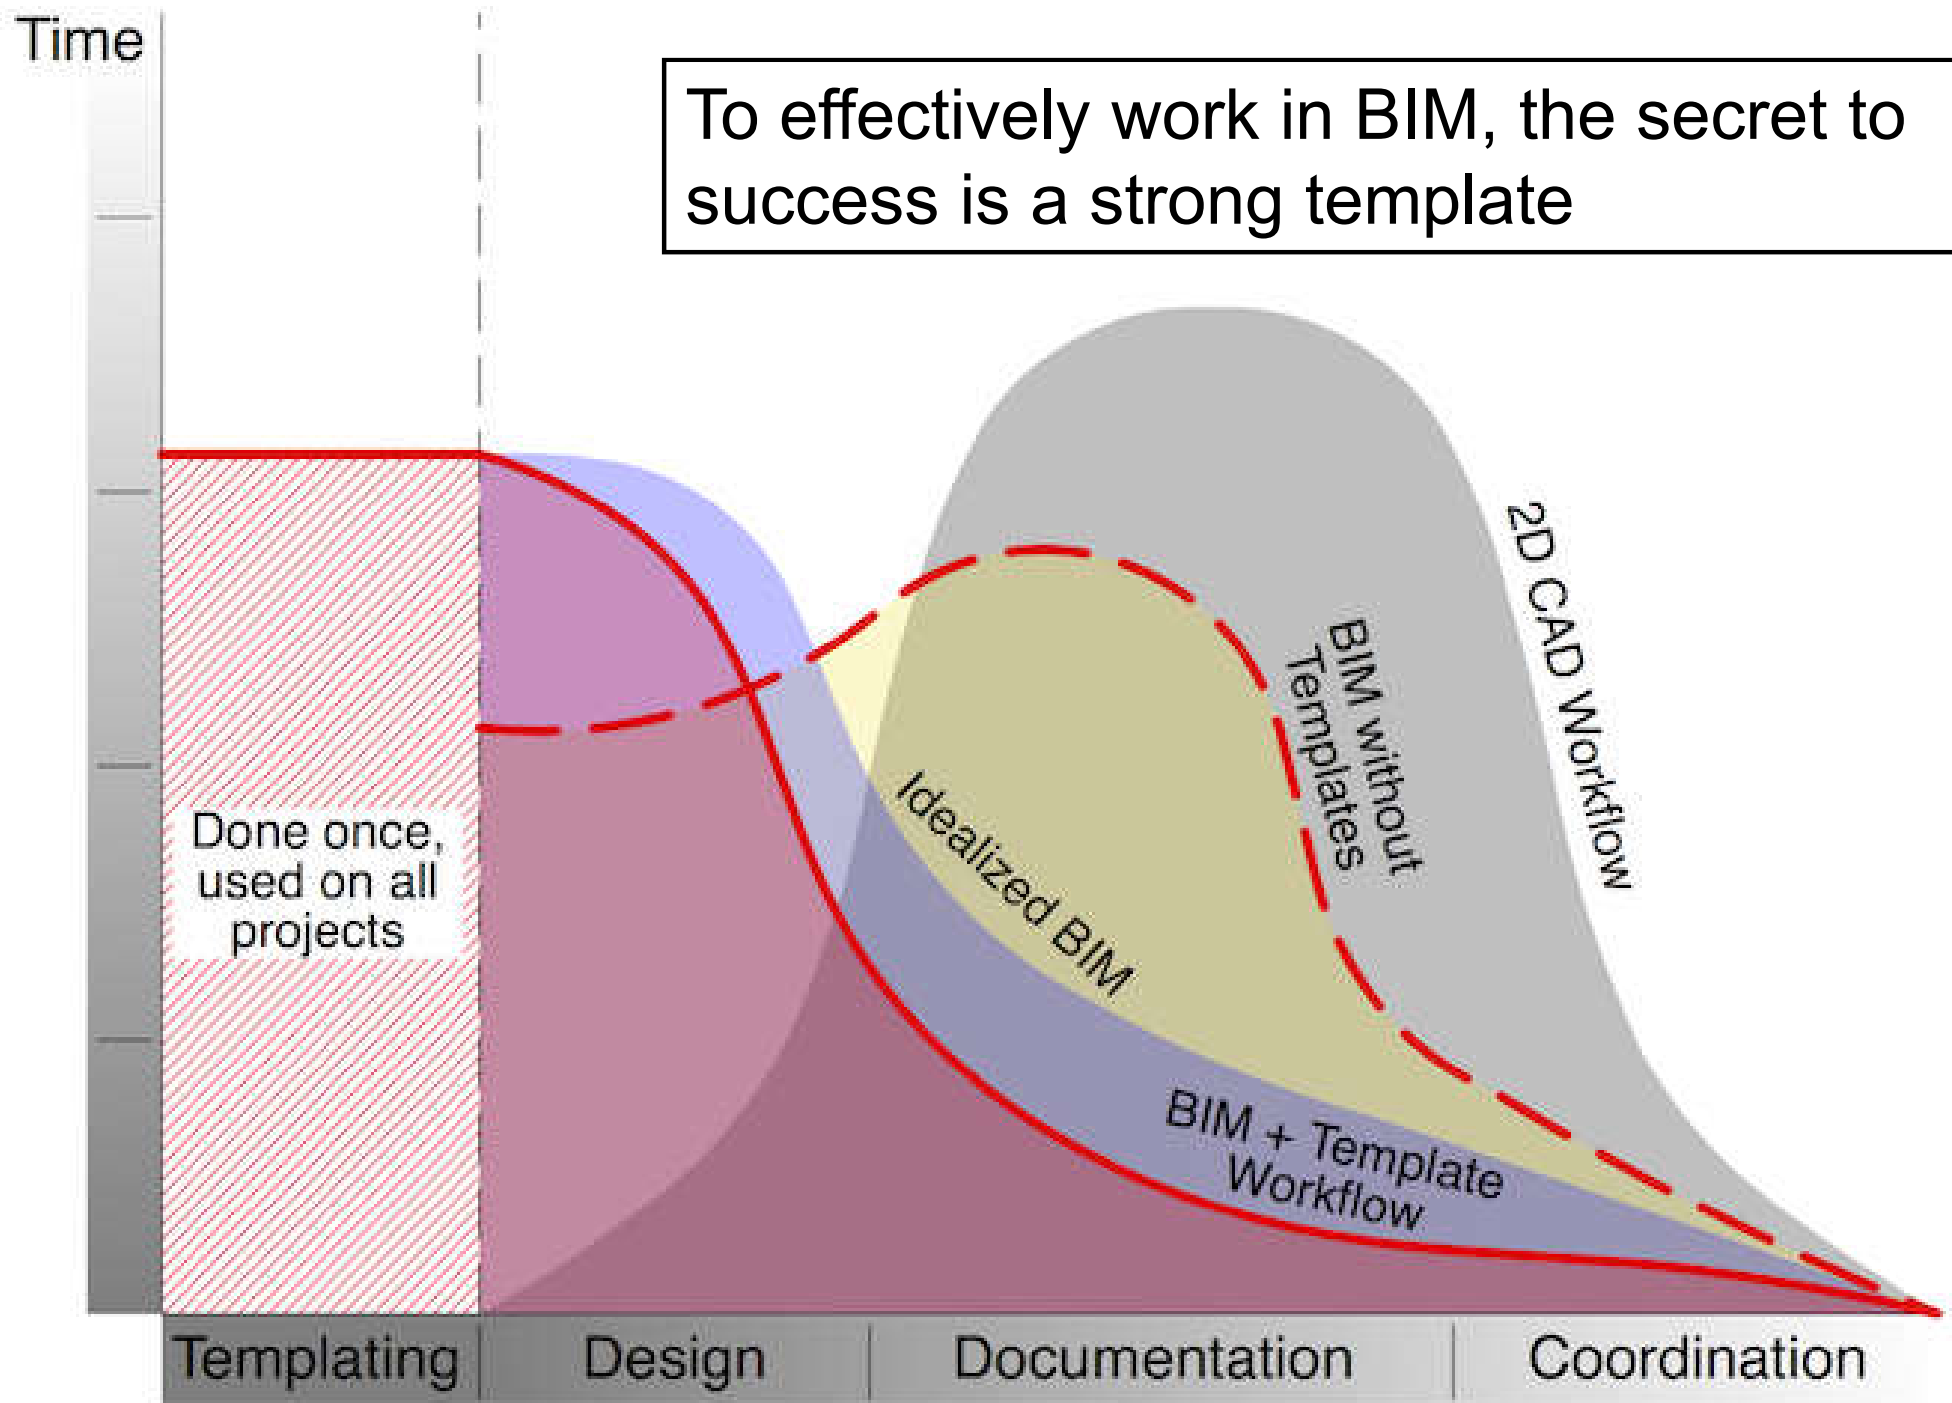 Time
To effectively work in BIM, the secret to
success is a strong template
2D CAD Workflow
BIM without
Templates
Idealized BIM
BIM + Template
Workflow
Done once,
used on all
projects
Templating
Design
Documentation
Coordination